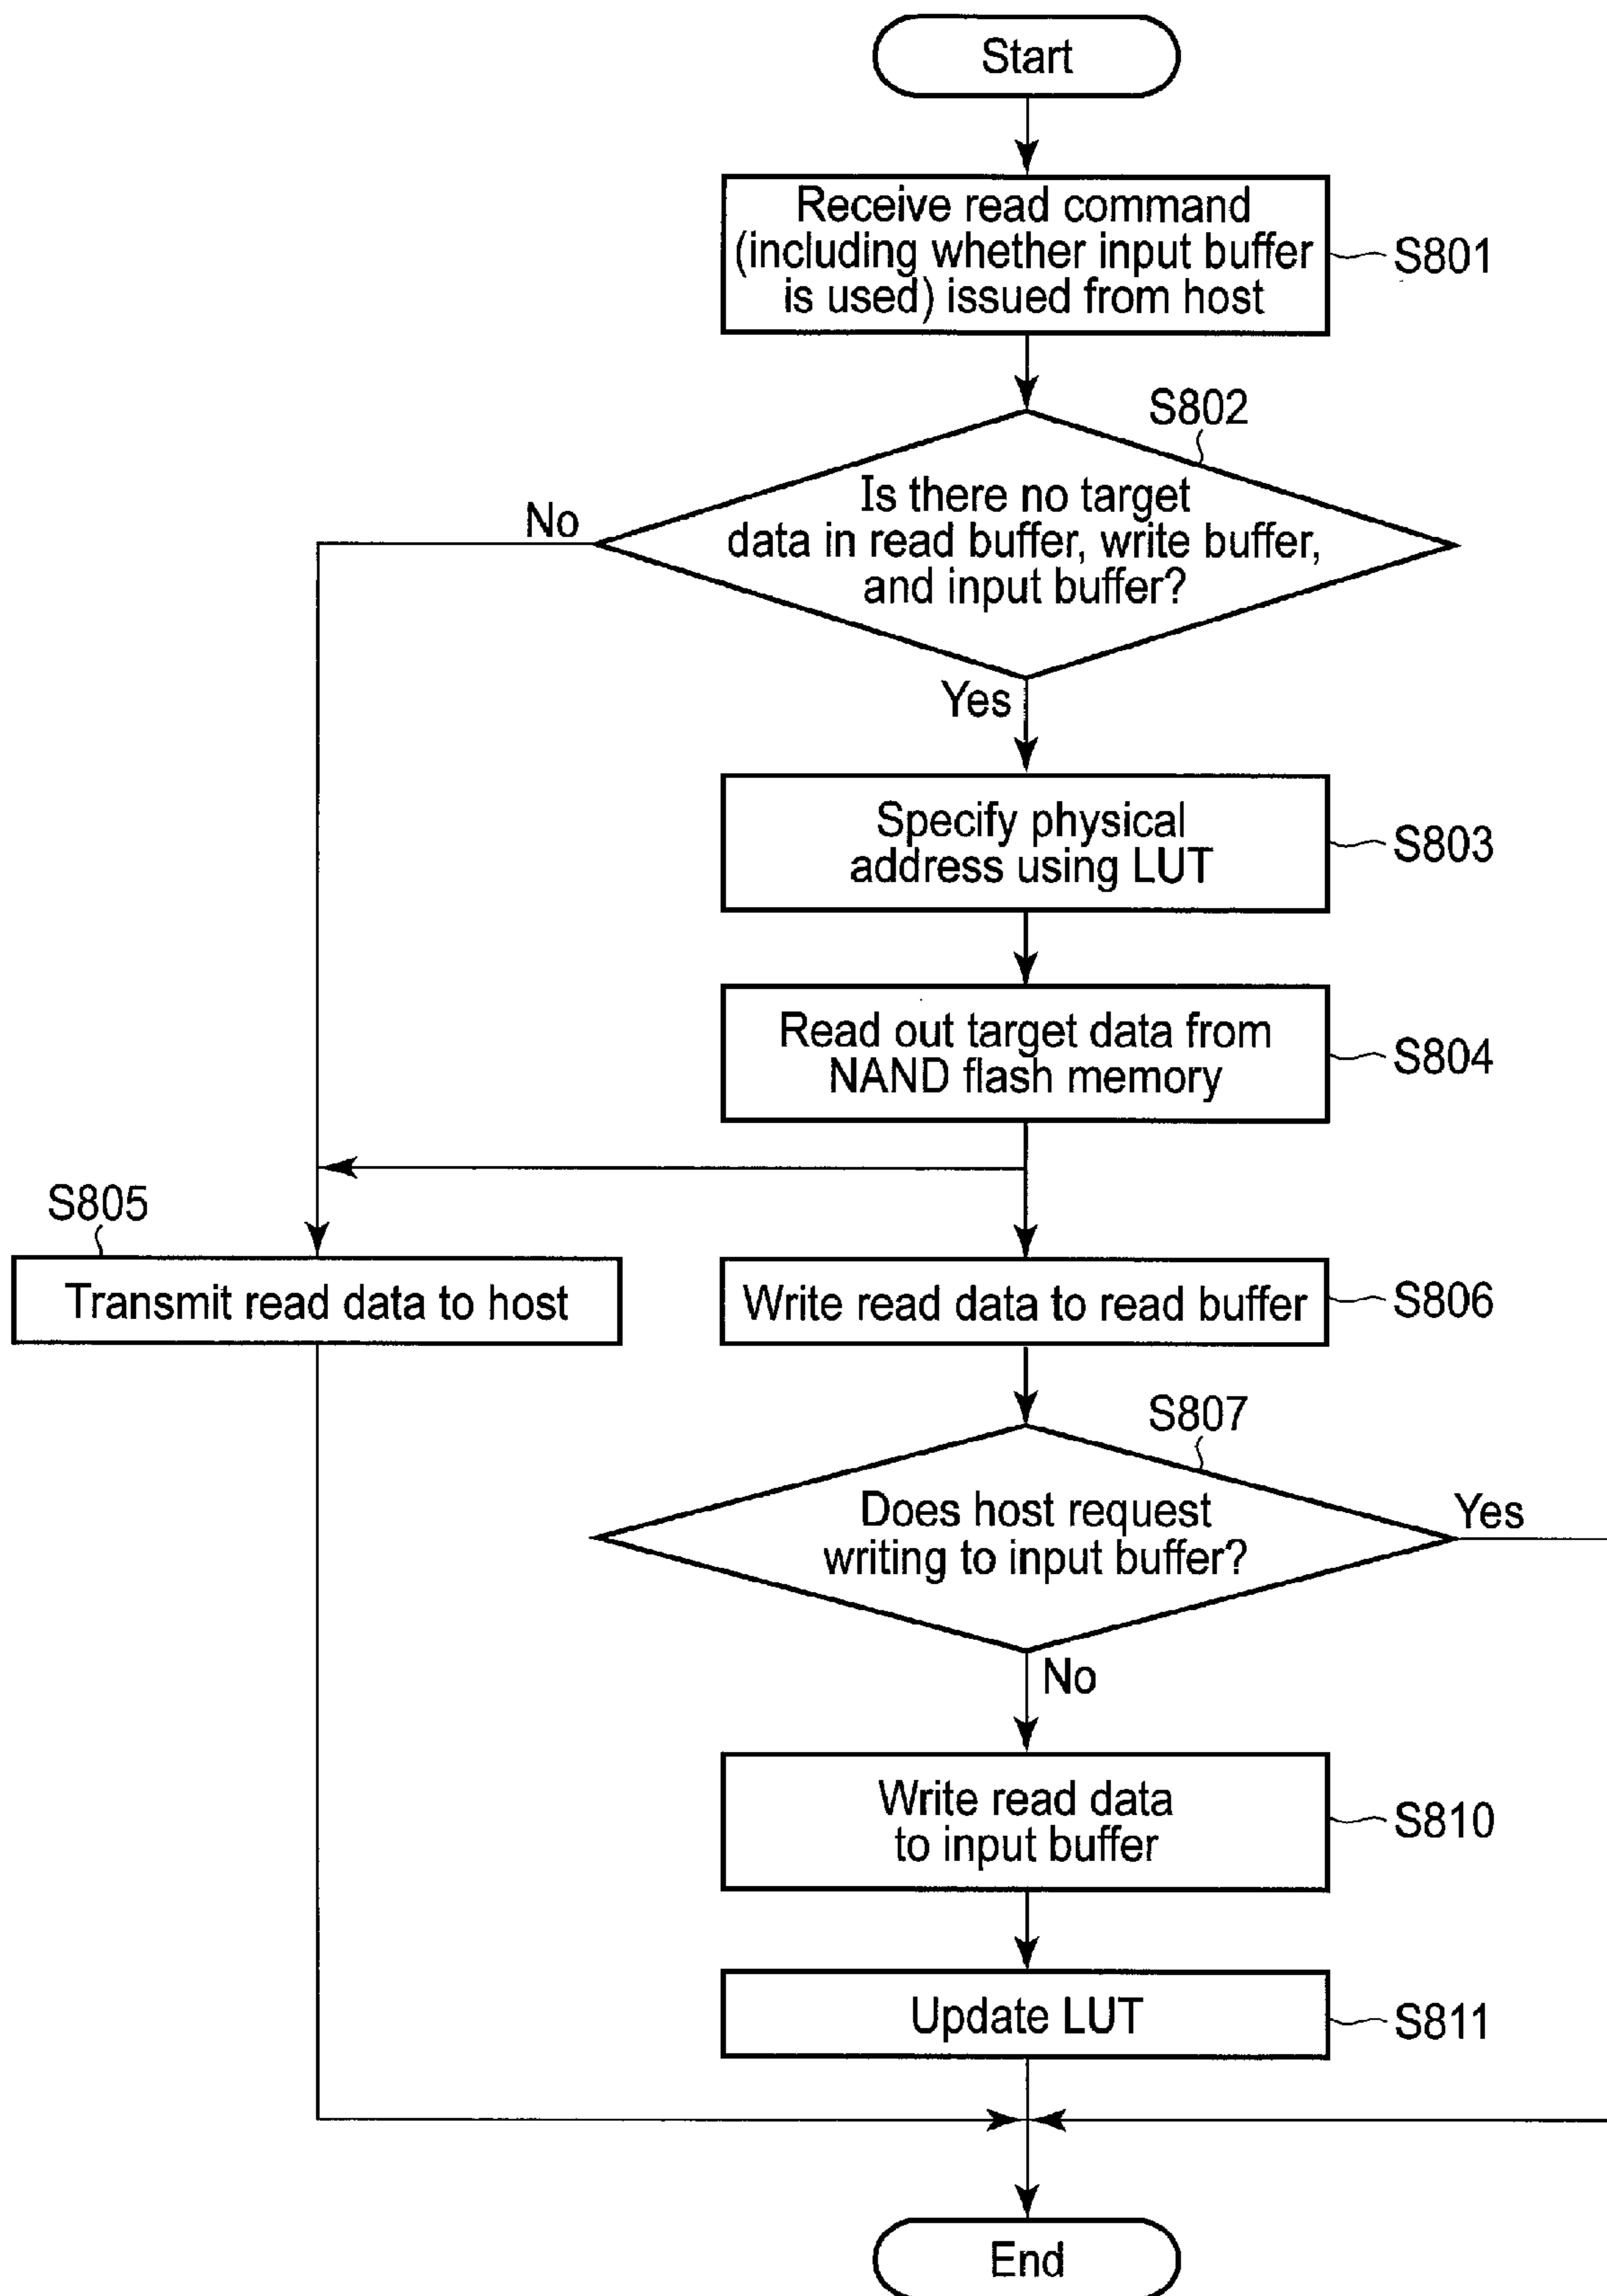 Start
Receive read command
(including whether input buffer
is used) issued from host
S801
S802
Is there no target
data in read buffer, write buffer,
and input buffer?
No
Yes
Specify physical
address using LUT
S803
Read out target data from
NAND flash memory
S804
S805
Transmit read data to host
Write read data to read buffer
S806
S807
Does host request
writing to input buffer?
Yes
No
Write read data
to input buffer
S810
Update LUT
S811
End